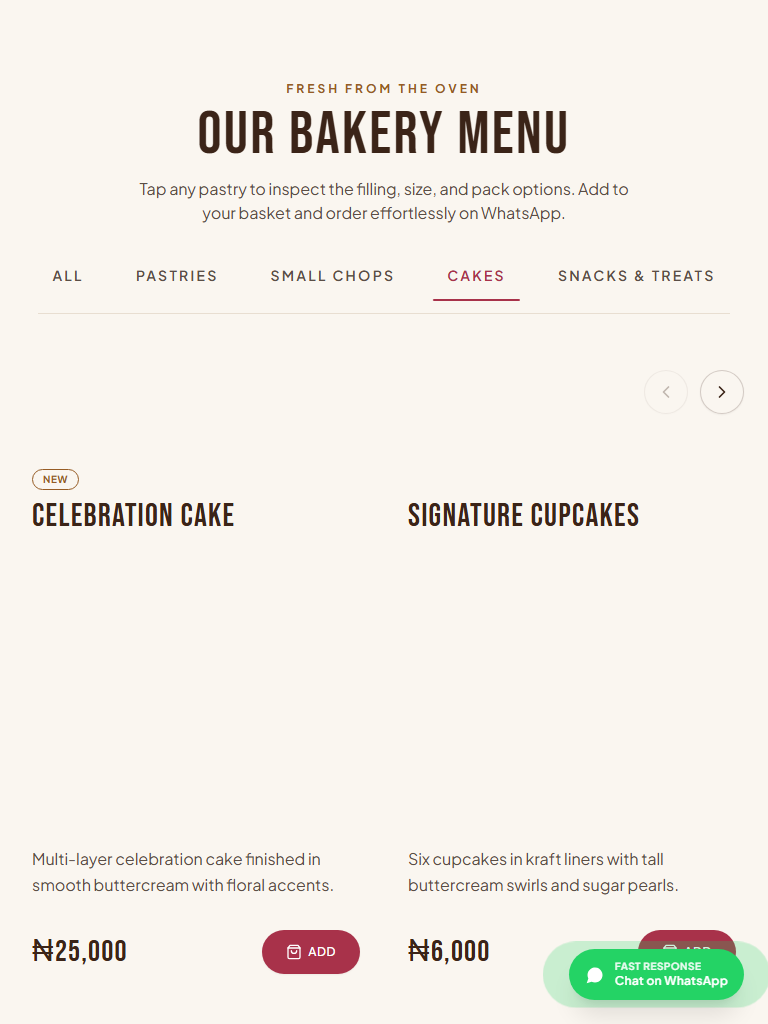 FRESH FROM THE OVEN
OUR BAKERY MENU
Tap any pastry to inspect the filling, size, and pack options. Add to
your basket and order effortlessly on WhatsApp.
ALL
PASTRIES
SMALL CHOPS
CAKES
SNACKS & TREATS
NEW
CELEBRATION CAKE
Multi-layer celebration cake finished in
smooth buttercream with floral accents.
₦25,000
ADD
SIGNATURE CUPCAKES
Six cupcakes in kraft liners with tall
buttercream swirls and sugar pearls.
₦6,000
ADD
FAST RESPONSE
Chat on WhatsApp